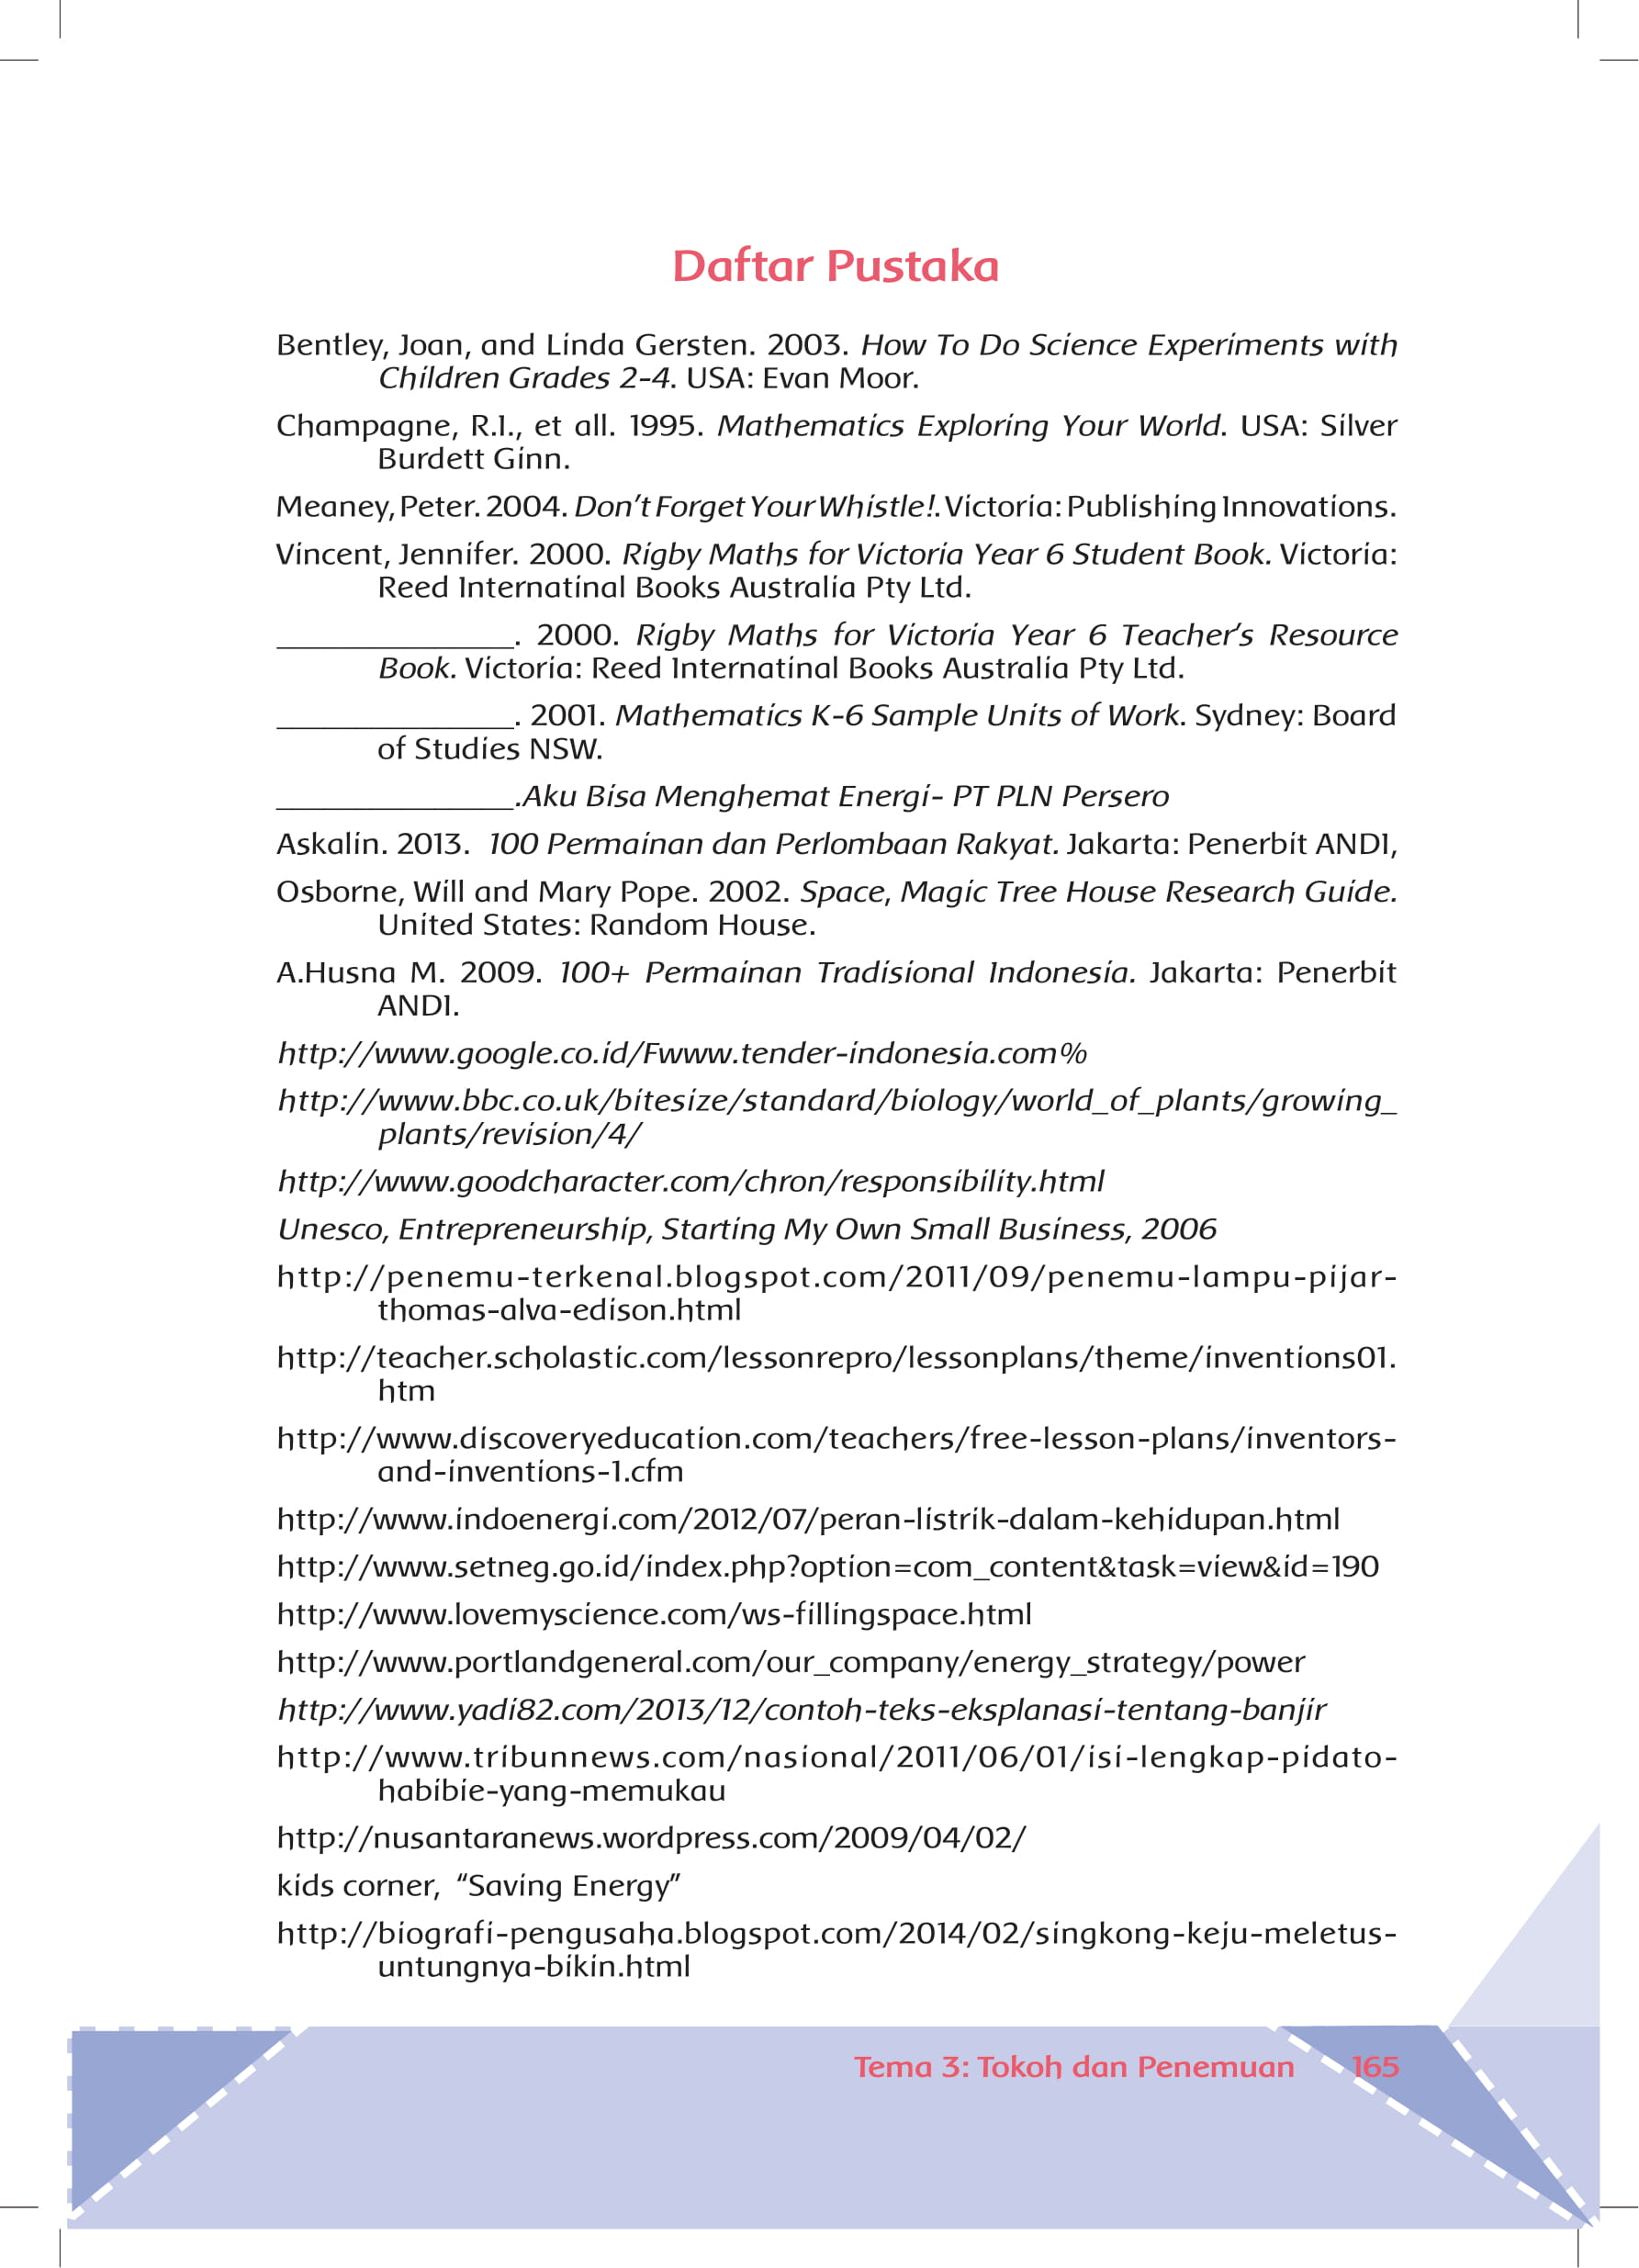 Daftar Pustaka
Bentley, Joan, and Linda Gersten. 2003. How To Do Science Experiments with
Children Grades 2-4. USA: Evan Moor.
Champagne, R.I., et all. 1995. Mathematics Exploring Your World. USA: Silver
Burdett Ginn.
Meaney, Peter. 2004. Don't Forget Your Whistle!. Victoria: Publishing Innovations.
Vincent, Jennifer. 2000. Rigby Maths for Victoria Year 6 Student Book. Victoria:
Reed Internatinal Books Australia Pty Ltd.
_______________. 2000. Rigby Maths for Victoria Year 6 Teacher's Resource
Book. Victoria: Reed Internatinal Books Australia Pty Ltd.
_______________. 2001. Mathematics K-6 Sample Units of Work. Sydney: Board
of Studies NSW.
_______________.Aku Bisa Menghemat Energi- PT PLN Persero
Askalin. 2013. 100 Permainan dan Perlombaan Rakyat. Jakarta: Penerbit ANDI,
Osborne, Will and Mary Pope. 2002. Space, Magic Tree House Research Guide.
United States: Random House.
A.Husna M. 2009. 100+ Permainan Tradisional Indonesia. Jakarta: Penerbit
ANDI.
http://www.google.co.id/Fwww.tender-indonesia.com%
http://www.bbc.co.uk/bitesize/standard/biology/world_of_plants/growing_
plants/revision/4/
http://www.goodcharacter.com/chron/responsibility.html
Unesco, Entrepreneurship, Starting My Own Small Business, 2006
http://penemu-terkenal.blogspot.com/2011/09/penemu-lampu-pijar-
thomas-alva-edison.html
http://teacher.scholastic.com/lessonrepro/lessonplans/theme/inventions01.
htm
http://www.discoveryeducation.com/teachers/free-lesson-plans/inventors-
and-inventions-1.cfm
http://www.indoenergi.com/2012/07/peran-listrik-dalam-kehidupan.html
http://www.setneg.go.id/index.php?option=com_content&task=view&id=190
http://www.lovemyscience.com/ws-fillingspace.html
http://www.portlandgeneral.com/our_company/energy_strategy/power
http://www.yadi82.com/2013/12/contoh-teks-eksplanasi-tentang-banjir
http://www.tribunnews.com/nasional/2011/06/01/isi-lengkap-pidato-
habibie-yang-memukau
http://nusantaranews.wordpress.com/2009/04/02/
kids corner, "Saving Energy"
http://biografi-pengusaha.blogspot.com/2014/02/singkong-keju-meletus-
untungnya-bikin.html
Tema 3: Tokoh dan Penemuan 165